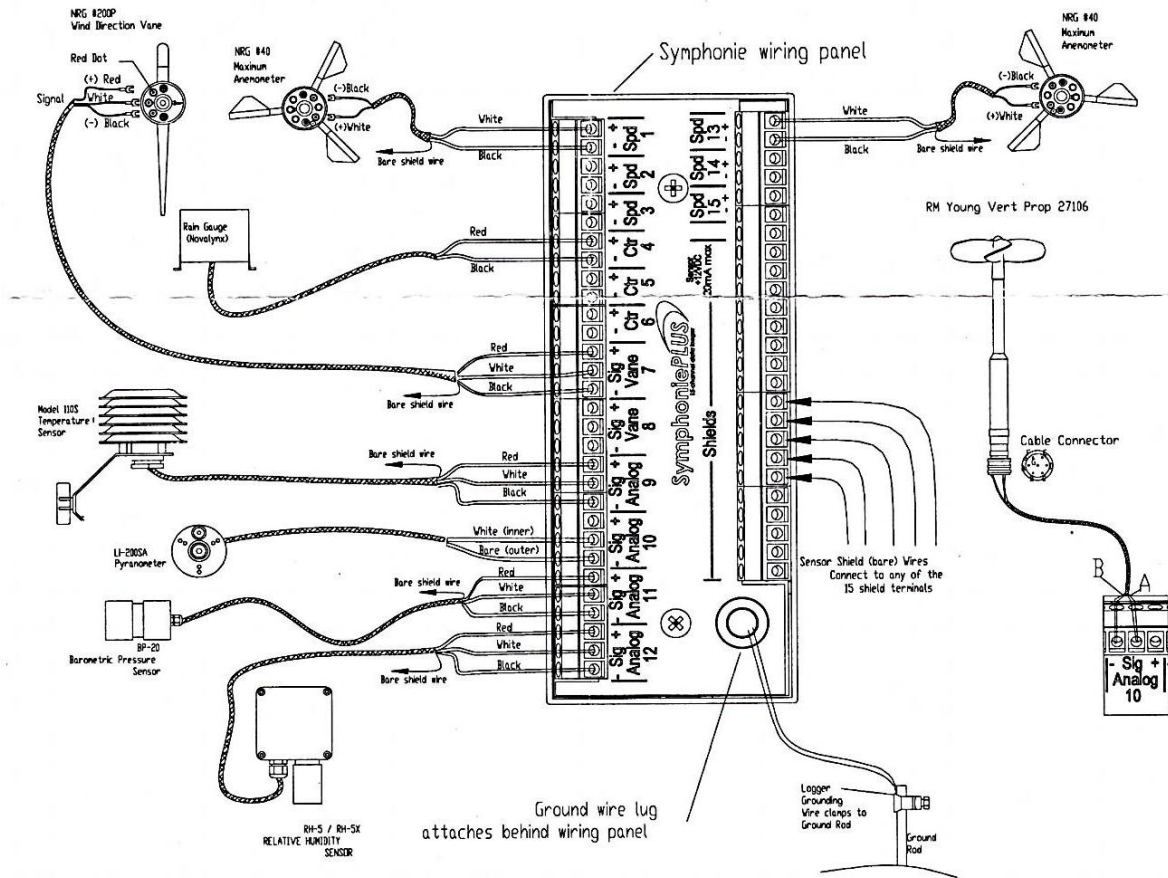 NRG #200P
Wind Direction Vane
Red Dot
(+) Red
Signal
White
(-) Black
NRG #40
Maximum
Anemometer
(-)Black
(+)White
White
Black
Bare shield wire
Symphonie wiring panel
NRG #40
Maximum
Anemometer
(-)Black
(+)White
White
Black
Bare shield wire
Rain Gauge
(Novalynx)
Red
Black
Red
White
Black
Bare shield wire
Model 110S
Temperature
Sensor
Bare shield wire
Red
White
Black
LI-200SA
Pyranometer
White (inner)
Bare (outer)
BP-20
Barometric Pressure
Sensor
Bare shield wire
Red
White
Black
RH-5 / RH-5X
RELATIVE HUMIDITY
SENSOR
Red
White
Black
Bare shield wire
- +
Spd
1
- +
Spd
2
- +
Spd
3
- +
Ctr
4
- +
Ctr
5
- +
Ctr
6
- Sig +
Vane
7
- Sig +
Vane
8
- Sig +
Analog
9
- Sig +
Analog
10
- Sig +
Analog
11
- Sig +
Analog
12
Spd
13
- +
Spd
14
- +
Spd
15
- +
20mA max
SymphoniePLUS
Shields
Sensor Shield (bare) Wires
Connect to any of the
15 shield terminals
Ground wire lug
attaches behind wiring panel
Logger
Grounding
Wire clamps to
Ground Rod
Ground
Rod
RM Young Vert Prop 27106
Cable Connector
B A
- Sig +
Analog
10